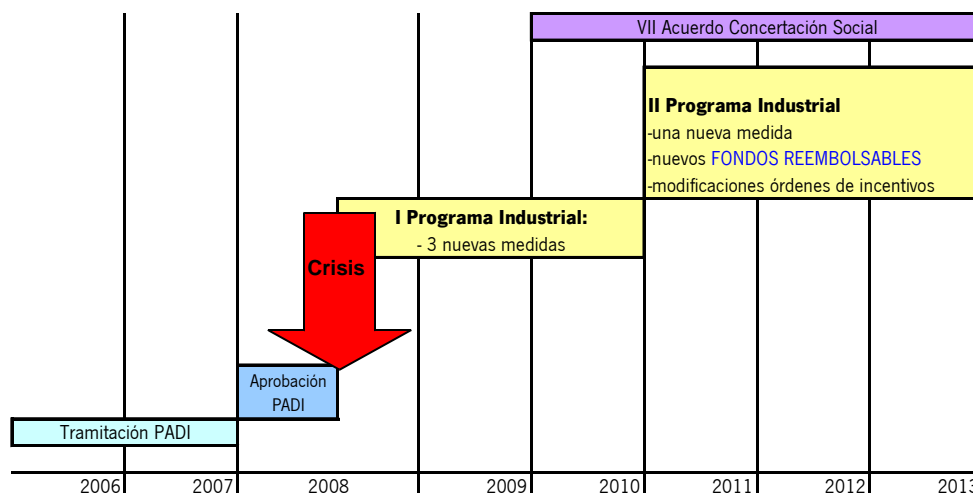 VII Acuerdo Concertación Social
II Programa Industrial
-una nueva medida
-nuevos FONDOS REEMBOLSABLES
-modificaciones órdenes de incentivos
I Programa Industrial:
- 3 nuevas medidas
Crisis
Aprobación
PADI
Tramitación PADI
2006 2007 2008 2009 2010 2011 2012 2013